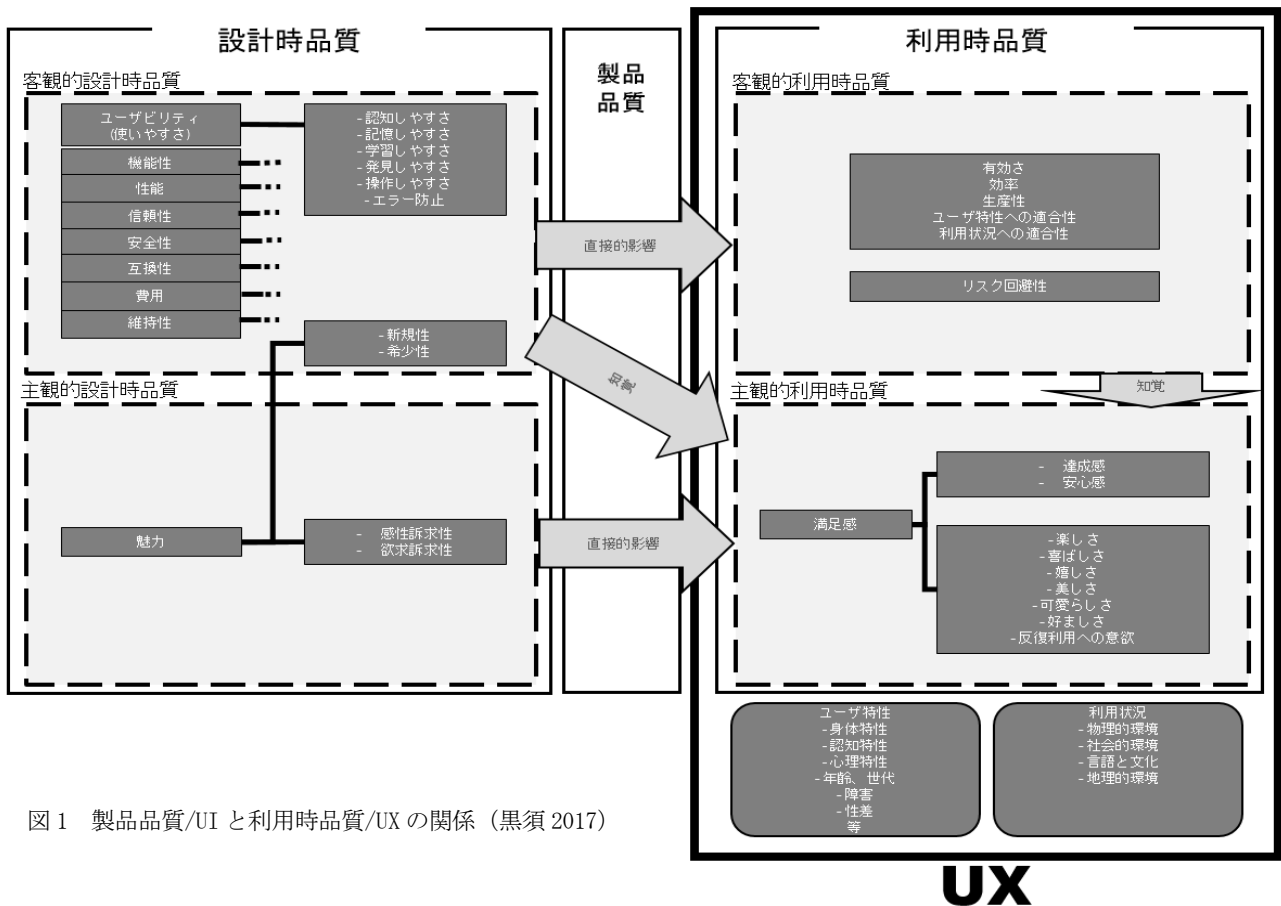 設計時品質
客観的設計時品質
ユーザビリティ
(使いやすさ)
機能性
性能
信頼性
安全性
互換性
費用
維持性
-認知しやすさ
-記憶しやすさ
-学習しやすさ
-発見しやすさ
-操作しやすさ
-エラー防止
-新規性
-希少性
主観的設計時品質
魅力
- 感性訴求性
- 欲求訴求性
製品
品質
直接的影響
知覚
直接的影響
利用時品質
客観的利用時品質
有効さ
効率
生産性
ユーザ特性への適合性
利用状況への適合性
リスク回避性
知覚
主観的利用時品質
満足感
- 達成感
- 安心感
-楽しさ
-喜ばしさ
-嬉しさ
-美しさ
-可愛らしさ
-好ましさ
-反復利用への意欲
ユーザ特性
-身体特性
-認知特性
-心理特性
-年齢、世代
-障害
-性差
等
利用状況
-物理的環境
-社会的環境
-言語と文化
-地理的環境
図1 製品品質/UIと利用時品質/UXの関係（黒須2017）
UX